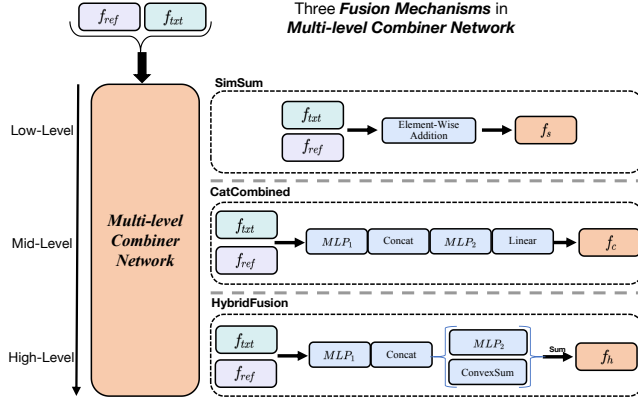 Three Fusion Mechanisms in
Multi-level Combiner Network
f_ref f_txt
Low-Level
Mid-Level
High-Level
Multi-level
Combiner
Network
SimSum
f_txt
f_ref
Element-Wise
Addition
f_s
CatCombined
f_txt
f_ref
MLP_1 Concat MLP_2 Linear
f_c
HybridFusion
f_txt
f_ref
MLP_1 Concat
MLP_2
ConvexSum
Sum
f_h